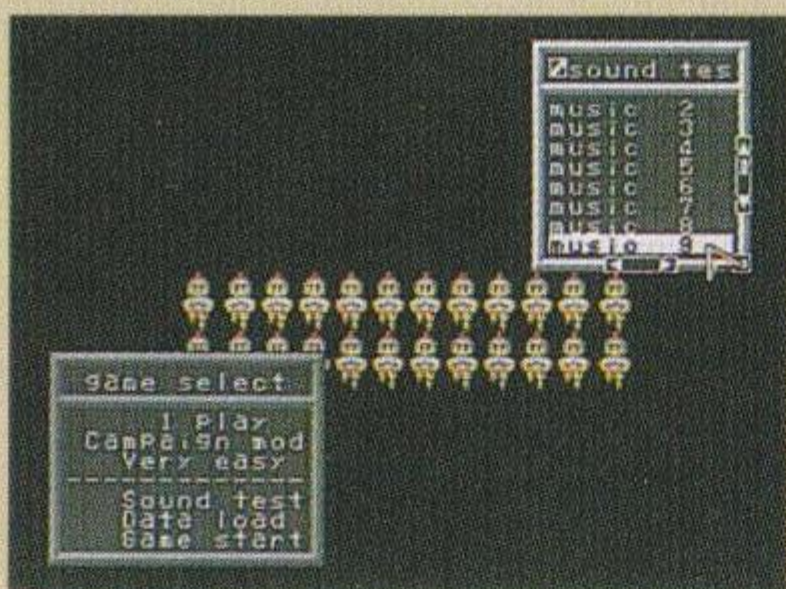 sound tes
music 2
music 3
music 4
music 5
music 6
music 7
music 8
music 9
game select
1 play
Campaign mod
Very easy
Sound test
Data load
Game start